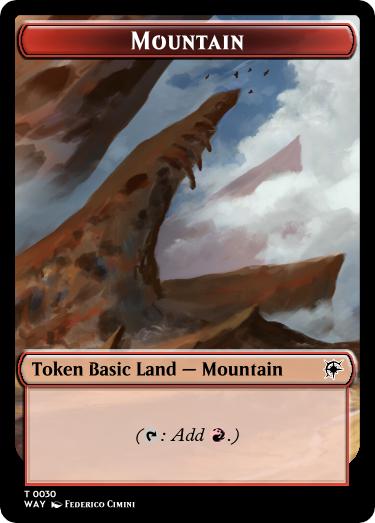 Mountain
Token Basic Land — Mountain
(: Add .)
T 0030
WAY Federico Cimini